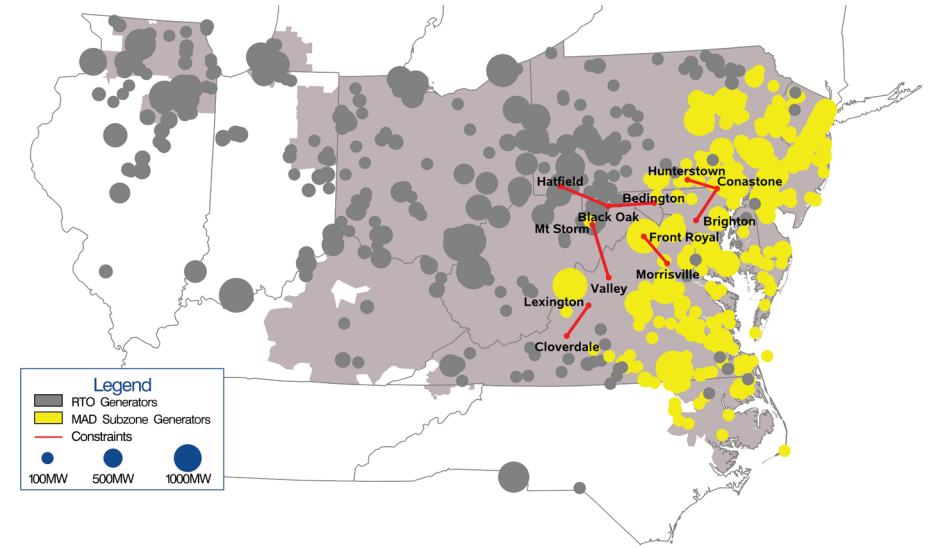 Hunterstown
Hatfield
Conastone
Bedington
Black Oak
Brighton
Mt Storm
Front Royal
Morrisville
Valley
Lexington
Cloverdale
Legend
RTO Generators
MAD Subzone Generators
Constraints
100MW
500MW
1000MW